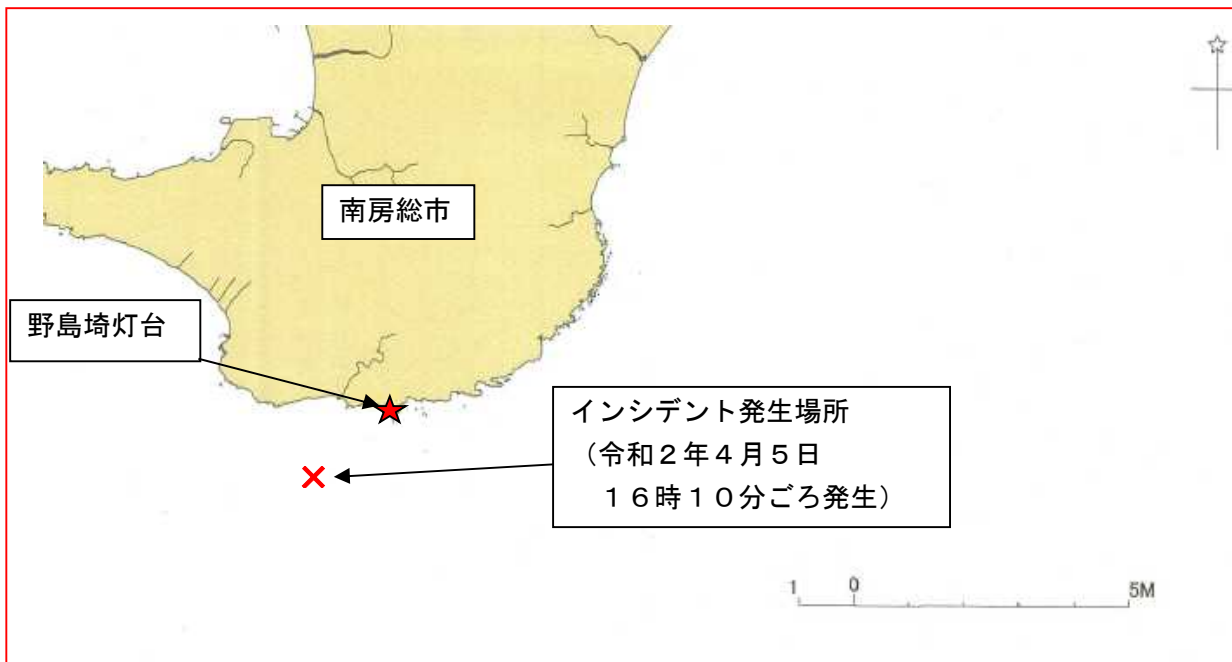 南房総市
野島埼灯台
インシデント発生場所
（令和２年４月５日
１６時１０分ごろ発生）
1 0 5M